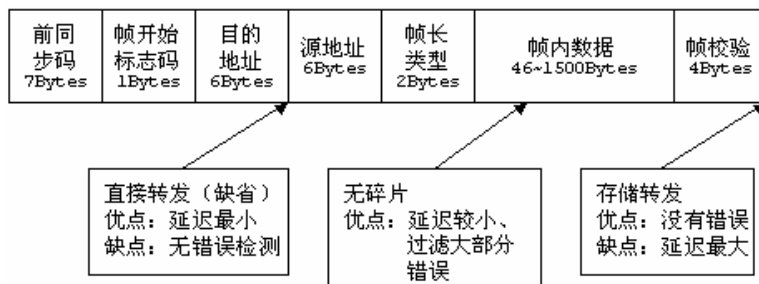 前同
步码
7Bytes
帧开始
标志码
1Bytes
目的
地址
6Bytes
源地址
6Bytes
帧长
类型
2Bytes
帧内数据
46~1500Bytes
帧校验
4Bytes
直接转发（缺省）
优点：延迟最小
缺点：无错误检测
无碎片
优点：延迟较小、
过滤大部分
错误
存储转发
优点：没有错误
缺点：延迟最大